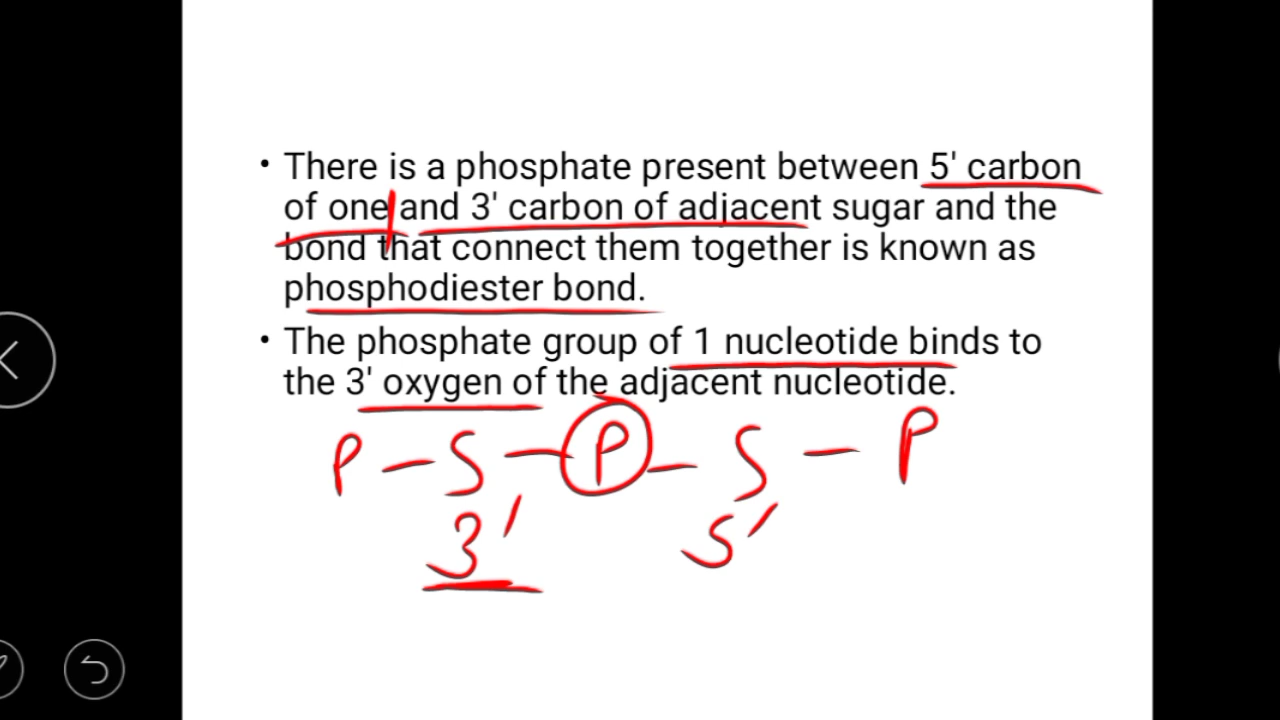 • There is a phosphate present between 5' carbon
of one and 3' carbon of adjacent sugar and the
bond that connect them together is known as
phosphodiester bond.
• The phosphate group of 1 nucleotide binds to
the 3' oxygen of the adjacent nucleotide.
P – S – P – S – P
3' 5'